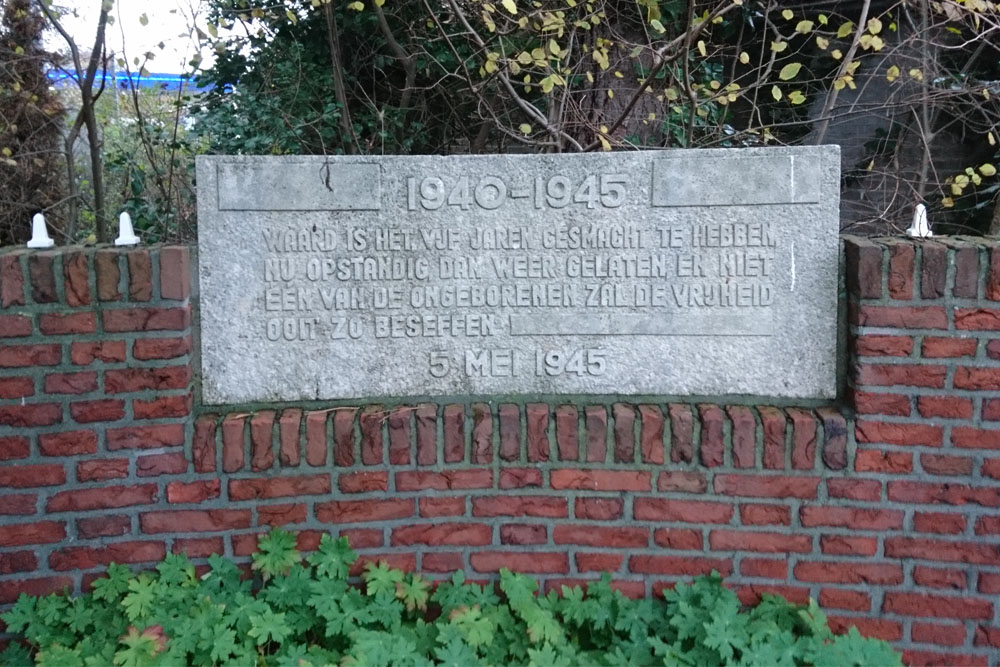 1940-1945
WAARD IS HET, VIJF JAREN GESMACHT TE HEBBEN,
NU OPSTANDIG, DAN WEER GELATEN, EN NIET
EEN VAN DE ONGEBORENEN ZAL DE VRIJHEID
OOIT ZO BESEFFEN
5 MEI 1945